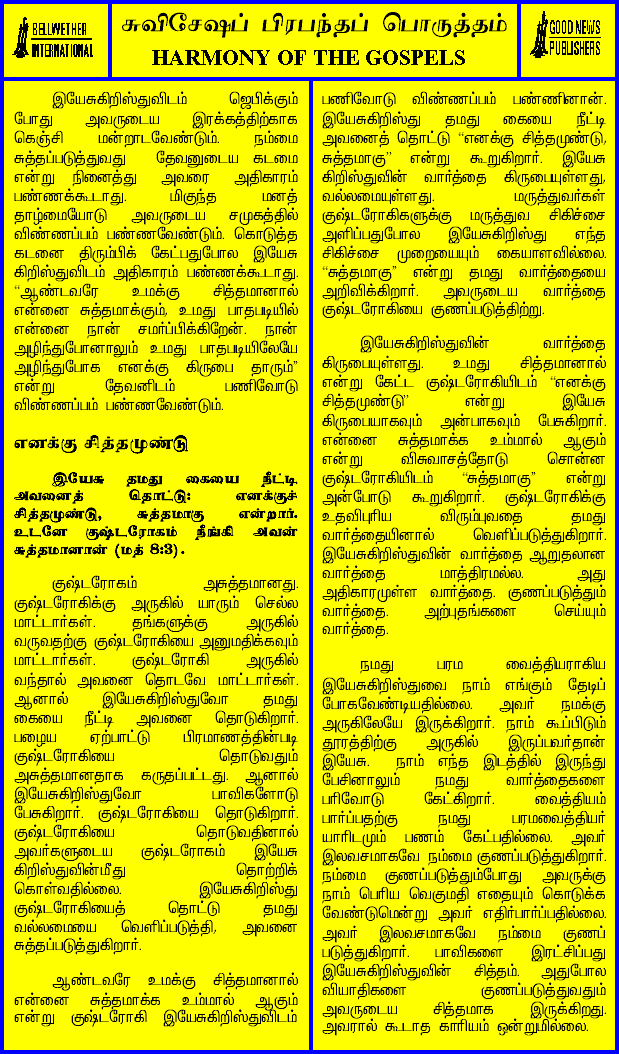 BELLWETHER
INTERNATIONAL
சுவிசேஷப் பிரபந்தப் பொருத்தம்
HARMONY OF THE GOSPELS
GOOD NEWS
PUBLISHERS
இயேசுகிறிஸ்துவிடம் ஜெபிக்கும்
போது அவருடைய இரக்கத்திற்காக
கெஞ்சி மன்றாடவேண்டும். நம்மை
சுத்தப்படுத்துவது தேவனுடைய கடமை
என்று நினைத்து அவரை அதிகாரம்
பண்ணக்கூடாது. மிகுந்த மனத்
தாழ்மையோடு அவருடைய சமுகத்தில்
விண்ணப்பம் பண்ணவேண்டும். கொடுத்த
கடனை திரும்பிக் கேட்பதுபோல இயேசு
கிறிஸ்துவிடம் அதிகாரம் பண்ணக்கூடாது.
“ஆண்டவரே உமக்கு சித்தமானால்
என்னை சுத்தமாக்கும், உமது பாதபடியில்
என்னை நான் சமர்ப்பிக்கிறேன். நான்
அழிந்துபோனாலும் உமது பாதபடியிலேயே
அழிந்துபோக எனக்கு கிருபை தாரும்”
என்று தேவனிடம் பணிவோடு
விண்ணப்பம் பண்ணவேண்டும்.
எனக்கு சித்தமுண்டு
இயேசு தமது கையை நீட்டி,
அவனைத் தொட்டு: எனக்குச்
சித்தமுண்டு, சுத்தமாகு என்றார்.
உடனே குஷ்டரோகம் நீங்கி அவன்
சுத்தமானான் (மத் 8:3).
குஷ்டரோகம் அசுத்தமானது.
குஷ்டரோகிக்கு அருகில் யாரும் செல்ல
மாட்டார்கள். தங்களுக்கு அருகில்
வருவதற்கு குஷ்டரோகியை அனுமதிக்கவும்
மாட்டார்கள். குஷ்டரோகி அருகில்
வந்தால் அவனை தொடவே மாட்டார்கள்.
ஆனால் இயேசுகிறிஸ்துவோ தமது
கையை நீட்டி அவனை தொடுகிறார்.
பழைய ஏற்பாட்டு பிரமாணத்தின்படி
குஷ்டரோகியை தொடுவதும்
அசுத்தமானதாக கருதப்பட்டது. ஆனால்
இயேசுகிறிஸ்துவோ பாவிகளோடு
பேசுகிறார். குஷ்டரோகியை தொடுகிறார்.
குஷ்டரோகியை தொடுவதினால்
அவர்களுடைய குஷ்டரோகம் இயேசு
கிறிஸ்துவின்மீது தொற்றிக்
கொள்வதில்லை. இயேசுகிறிஸ்து
குஷ்டரோகியைத் தொட்டு தமது
வல்லமையை வெளிப்படுத்தி, அவனை
சுத்தப்படுத்துகிறார்.
ஆண்டவரே உமக்கு சித்தமானால்
என்னை சுத்தமாக்க உம்மால் ஆகும்
என்று குஷ்டரோகி இயேசுகிறிஸ்துவிடம்
பணிவோடு விண்ணப்பம் பண்ணினான்.
இயேசுகிறிஸ்து தமது கையை நீட்டி
அவனைத் தொட்டு “எனக்கு சித்தமுண்டு,
சுத்தமாகு” என்று கூறுகிறார். இயேசு
கிறிஸ்துவின் வார்த்தை கிருபையுள்ளது,
வல்லமையுள்ளது. மருத்துவர்கள்
குஷ்டரோகிகளுக்கு மருத்துவ சிகிச்சை
அளிப்பதுபோல இயேசுகிறிஸ்து எந்த
சிகிச்சை முறையையும் கையாளவில்லை.
“சுத்தமாகு” என்று தமது வார்த்தையை
அறிவிக்கிறார். அவருடைய வார்த்தை
குஷ்டரோகியை குணப்படுத்திற்று.
இயேசுகிறிஸ்துவின் வார்த்தை
கிருபையுள்ளது. உமது சித்தமானால்
என்று கேட்ட குஷ்டரோகியிடம் “எனக்கு
சித்தமுண்டு” என்று இயேசு
கிருபையாகவும் அன்பாகவும் பேசுகிறார்.
என்னை சுத்தமாக்க உம்மால் ஆகும்
என்று விசுவாசத்தோடு சொன்ன
குஷ்டரோகியிடம் “சுத்தமாகு” என்று
அன்போடு கூறுகிறார். குஷ்டரோகிக்கு
உதவிபுரிய விரும்புவதை தமது
வார்த்தையினால் வெளிப்படுத்துகிறார்.
இயேசுகிறிஸ்துவின் வார்த்தை ஆறுதலான
வார்த்தை மாத்திரமல்ல. அது
அதிகாரமுள்ள வார்த்தை. குணப்படுத்தும்
வார்த்தை. அற்புதங்களை செய்யும்
வார்த்தை.
நமது பரம வைத்தியராகிய
இயேசுகிறிஸ்துவை நாம் எங்கும் தேடிப்
போகவேண்டியதில்லை. அவர் நமக்கு
அருகிலேயே இருக்கிறார். நாம் கூப்பிடும்
தூரத்திற்கு அருகில் இருப்பவர்தான்
இயேசு. நாம் எந்த இடத்தில் இருந்து
பேசினாலும் நமது வார்த்தைகளை
பரிவோடு கேட்கிறார். வைத்தியம்
பார்ப்பதற்கு நமது பரமவைத்தியர்
யாரிடமும் பணம் கேட்பதில்லை. அவர்
இலவசமாகவே நம்மை குணப்படுத்துகிறார்.
நம்மை குணப்படுத்தும்போது அவருக்கு
நாம் பெரிய வெகுமதி எதையும் கொடுக்க
வேண்டுமென்று அவர் எதிர்பார்ப்பதில்லை.
அவர் இலவசமாகவே நம்மை குணப்
படுத்துகிறார். பாவிகளை இரட்சிப்பது
இயேசுகிறிஸ்துவின் சித்தம். அதுபோல
வியாதிகளை குணப்படுத்துவதும்
அவருடைய சித்தமாக இருக்கிறது.
அவரால் கூடாத காரியம் ஒன்றுமில்லை.